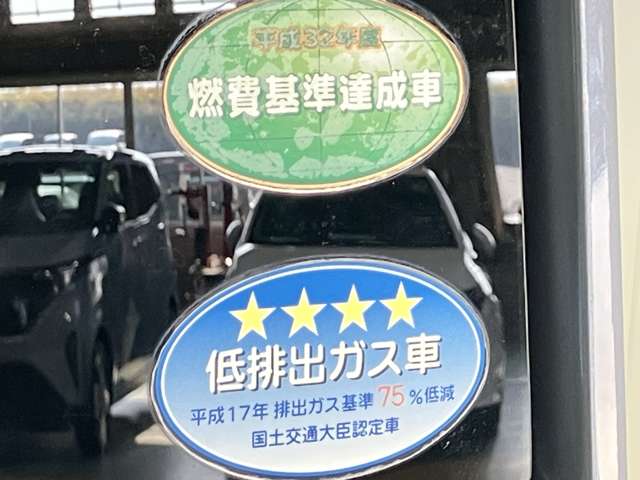 平成32年度
燃費基準達成車
低排出ガス車
平成17年 排出ガス基準 75 %低減
国土交通大臣認定車